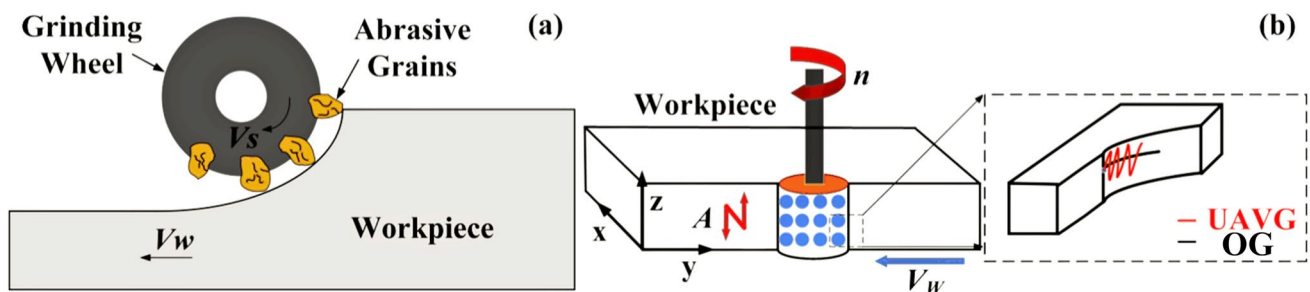 Grinding
Wheel
Abrasive
Grains
(a)
Vs
Vw
Workpiece
(b)
n
Workpiece
A
z
x
y
Vw
UAVG
OG